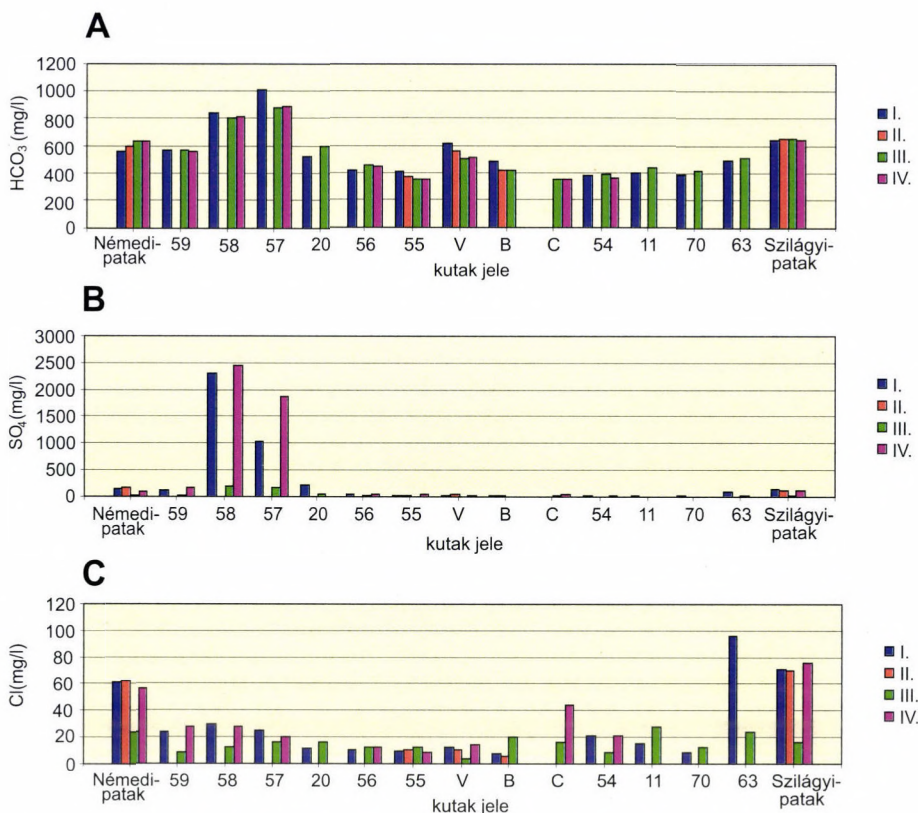 A
1200
1000
800
600
400
200
0
HCO₃ (mg/l)
Némedi-patak 59 58 57 20 56 55 V B C 54 11 70 63 Szilágyi-patak
kutak jele
I.
II.
III.
IV.
B
3000
2500
2000
1500
1000
500
0
SO₄(mg/l)
Némedi-patak 59 58 57 20 56 55 V B C 54 11 70 63 Szilágyi-patak
kutak jele
I.
II.
III.
IV.
C
120
100
80
60
40
20
0
Cl(mg/l)
Némedi-patak 59 58 57 20 56 55 V B C 54 11 70 63 Szilágyi-patak
kutak jele
I.
II.
III.
IV.